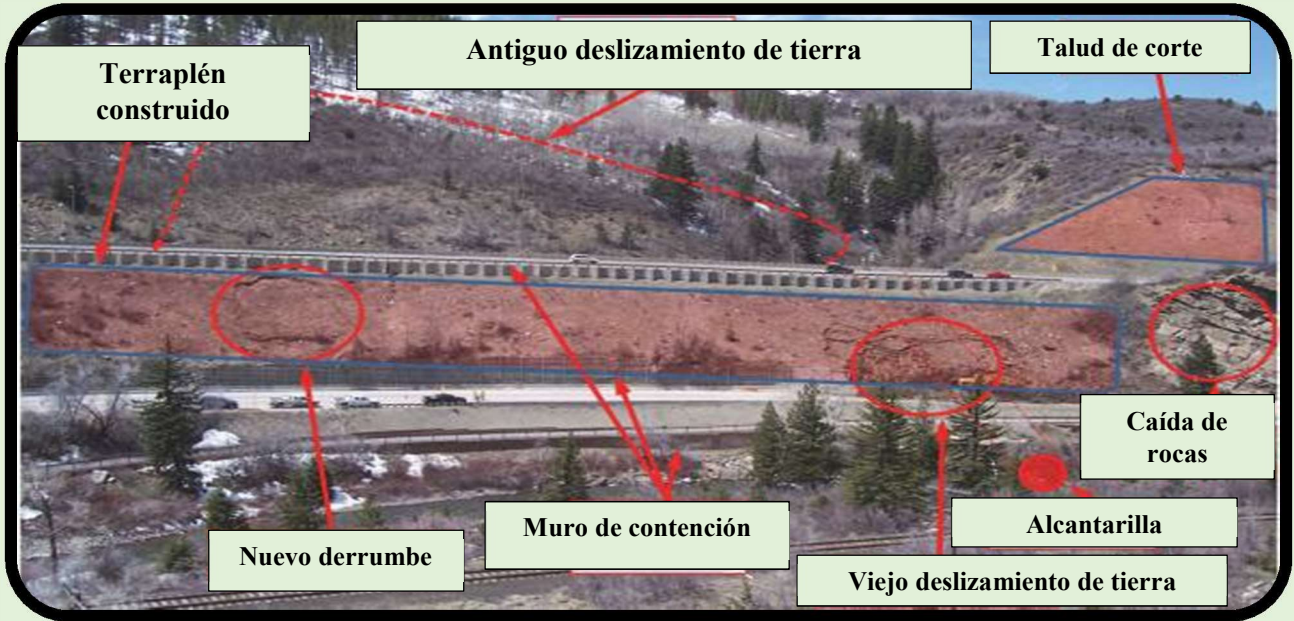 Terraplén
construido
Antiguo deslizamiento de tierra
Talud de corte
Caída de
rocas
Muro de contención
Alcantarilla
Nuevo derrumbe
Viejo deslizamiento de tierra